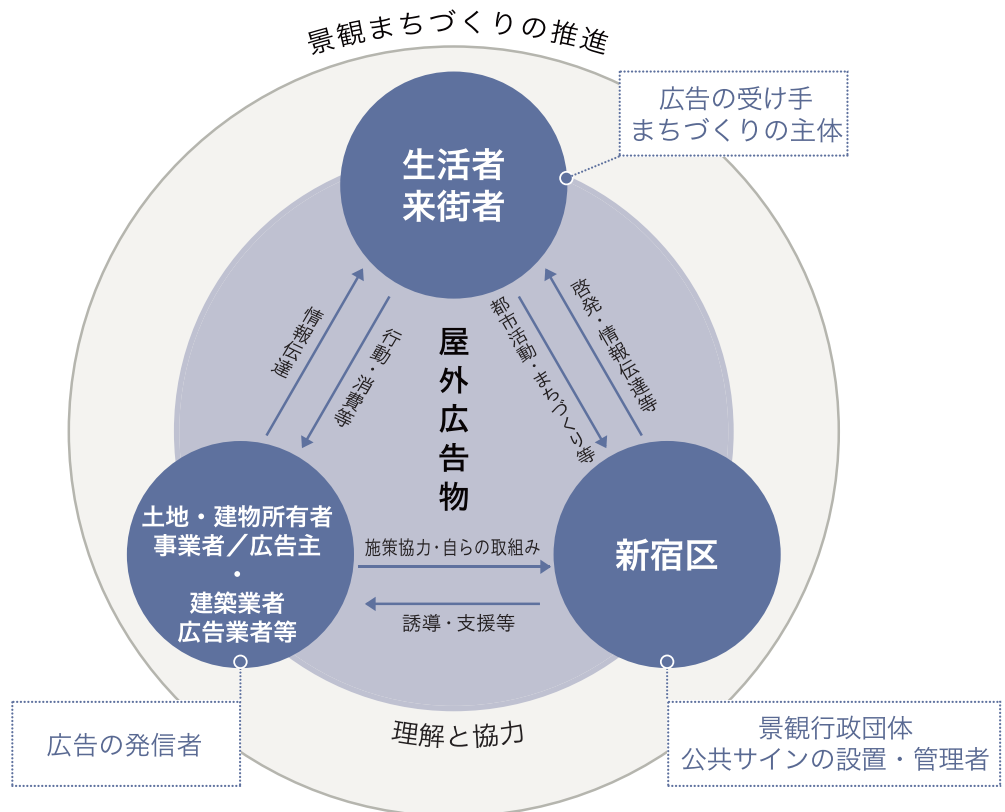 景観まちづくりの推進
広告の受け手
まちづくりの主体
生活者
来街者
情報伝達
行動・消費等
屋外広告物
都市活動・まちづくり等
啓発・情報伝達等
土地・建物所有者
事業者／広告主
・
建築業者
広告業者等
施策協力・自らの取組み
誘導・支援等
新宿区
理解と協力
広告の発信者
景観行政団体
公共サインの設置・管理者